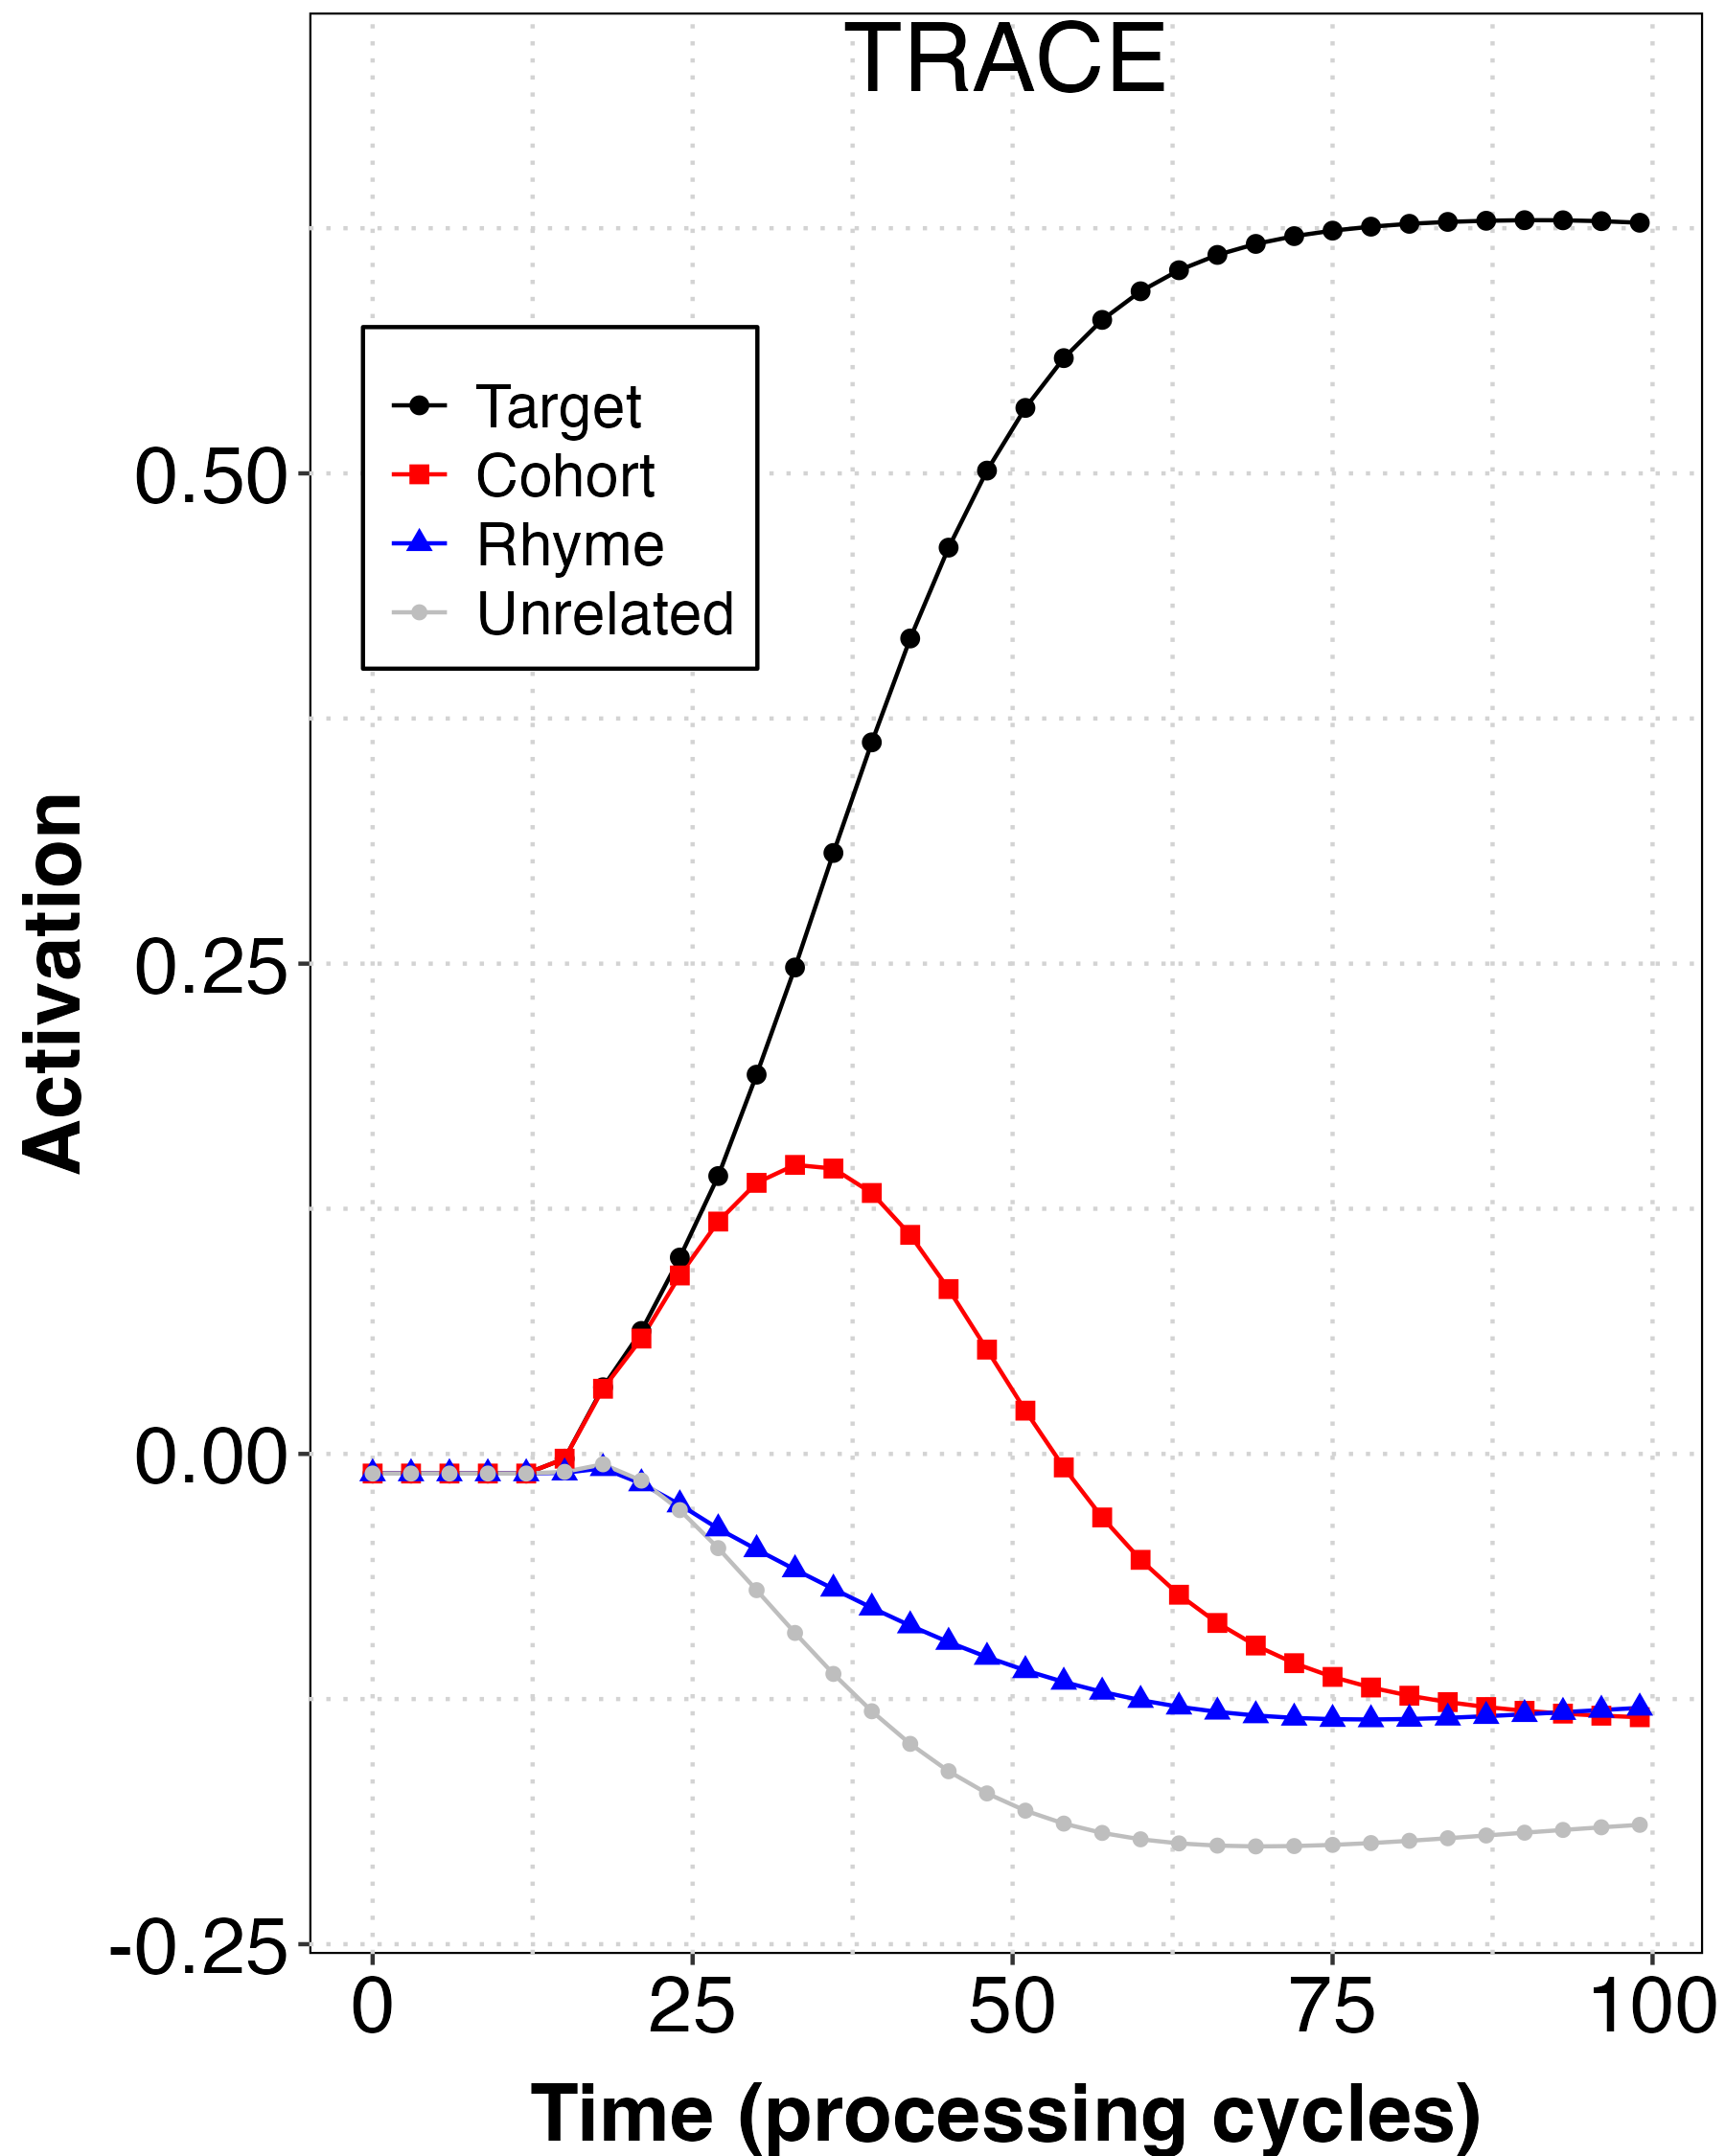 TRACE
Target
Cohort
Rhyme
Unrelated
Activation
0.50
0.25
0.00
-0.25
0
25
50
75
100
Time (processing cycles)